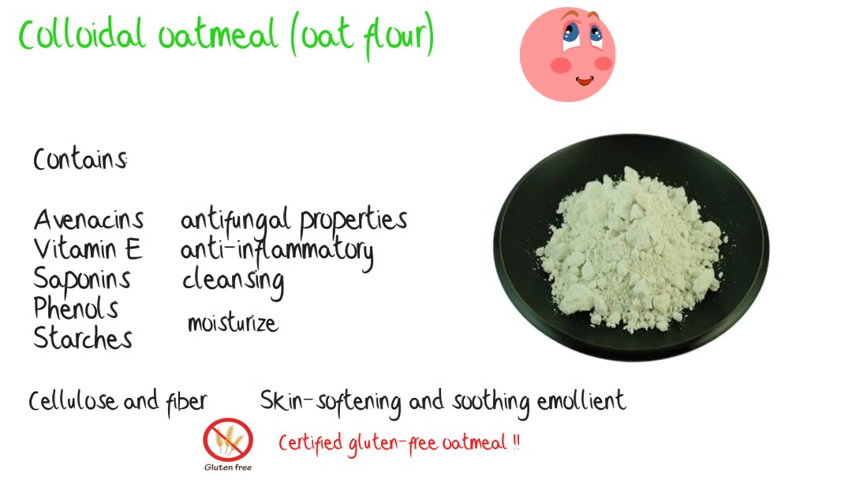 Colloidal oatmeal (oat flour)
Contains
Avenacins antifungal properties
Vitamin E anti-inflammatory
Saponins cleansing
Phenols
moisturize
Starches
Cellulose and fiber Skin-softening and soothing emollient
Certified gluten-free oatmeal !!
Gluten free